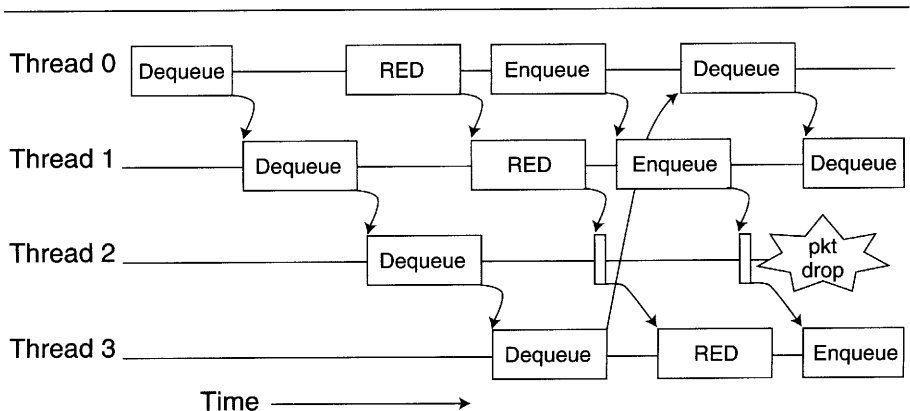 Thread 0 Dequeue RED Enqueue Dequeue
Thread 1 Dequeue RED Enqueue Dequeue
Thread 2 Dequeue pkt
drop
Thread 3 Dequeue RED Enqueue
Time